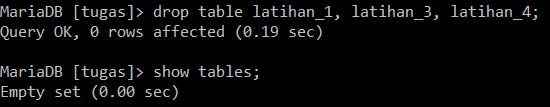 MariaDB [tugas]> drop table latihan_1, latihan_3, latihan_4;
Query OK, 0 rows affected (0.19 sec)
MariaDB [tugas]> show tables;
Empty set (0.00 sec)